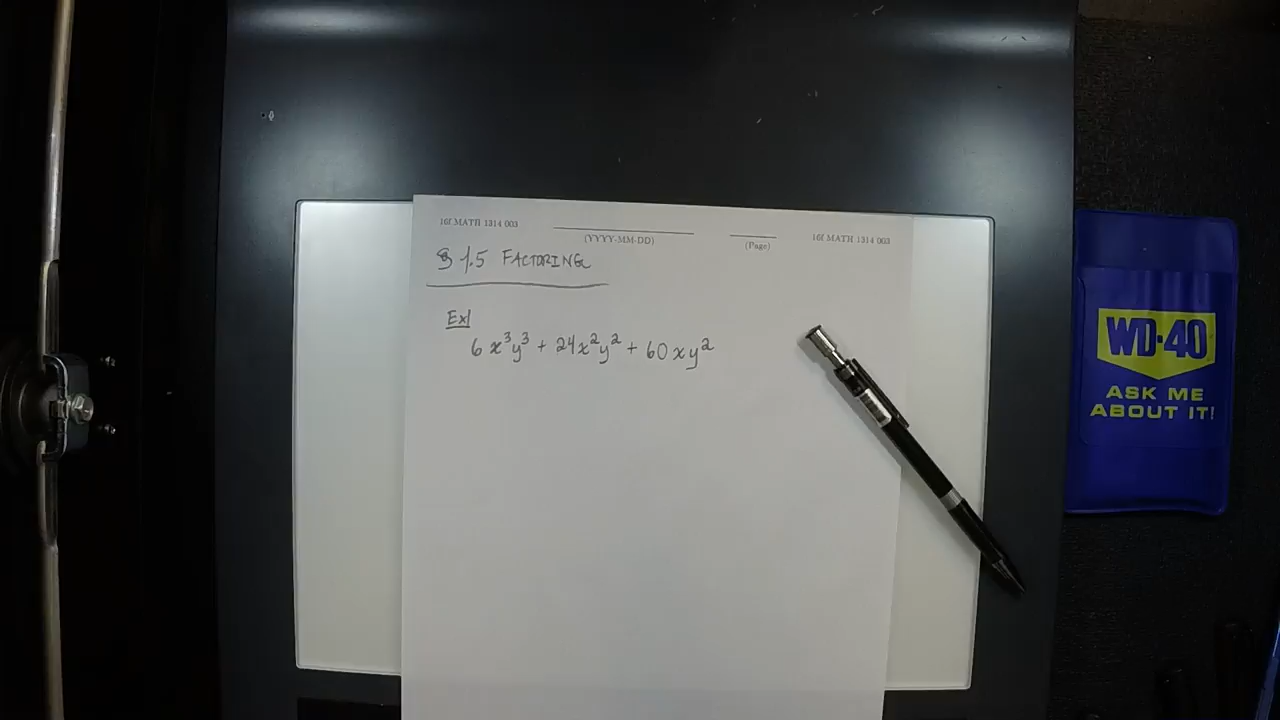 16f MATH 1314 003
(YYYY-MM-DD)
(Page)
16f MATH 1314 003
§ 1.5 FACTORING
Ex1
6x³y³ + 24x²y² + 60xy²
WD-40
ASK ME
ABOUT IT!